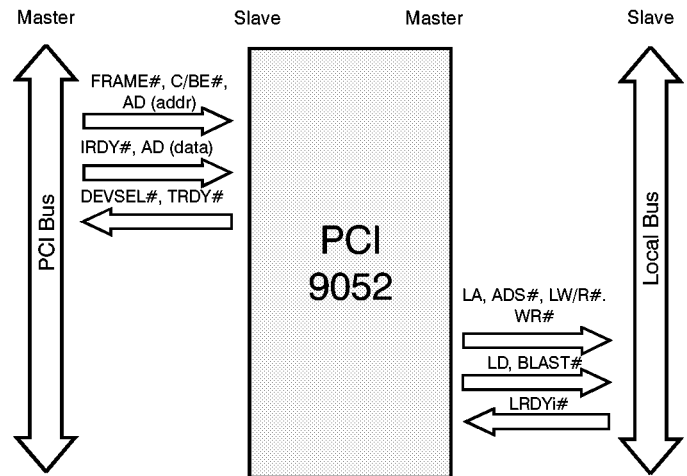 Master
Slave
Master
Slave
FRAME#, C/BE#,
AD (addr)
IRDY#, AD (data)
DEVSEL#, TRDY#
PCI Bus
PCI
9052
LA, ADS#, LW/R#.
WR#
LD, BLAST#
LRDYi#
Local Bus